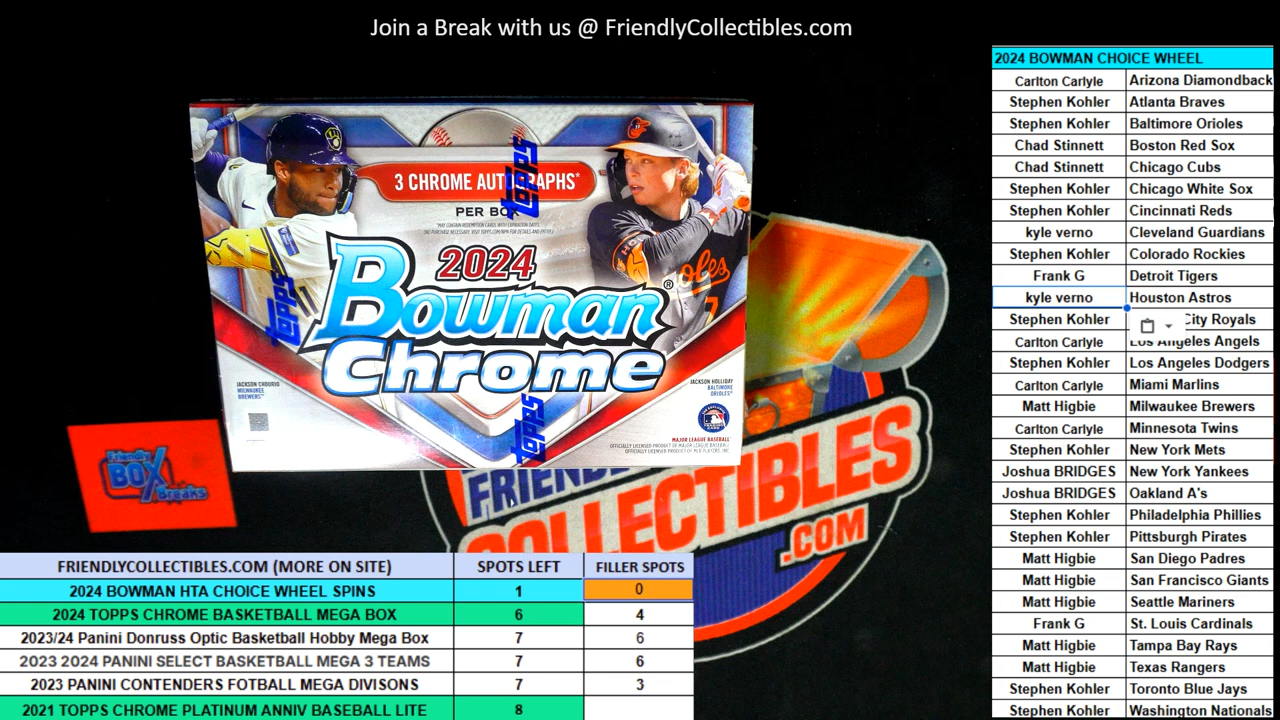 Join a Break with us @ FriendlyCollectibles.com
3 CHROME AUTOGRAPHS*
PER BOX
topps
topps
topps
2024
Bowman®
Chrome
JACKSON CHOURIO
MILWAUKEE
BREWERS™
JACKSON HOLLIDAY
BALTIMORE
ORIOLES®
MAJOR LEAGUE BASEBALL
Friendly
BOX
Breaks
COLLECTIBLES
.COM
FRIENDLYCOLLECTIBLES.COM (MORE ON SITE) SPOTS LEFT FILLER SPOTS
2024 BOWMAN HTA CHOICE WHEEL SPINS 1 0
2024 TOPPS CHROME BASKETBALL MEGA BOX 6 4
2023/24 Panini Donruss Optic Basketball Hobby Mega Box 7 6
2023 2024 PANINI SELECT BASKETBALL MEGA 3 TEAMS 7 6
2023 PANINI CONTENDERS FOTBALL MEGA DIVISONS 7 3
2021 TOPPS CHROME PLATINUM ANNIV BASEBALL LITE 8
2024 BOWMAN CHOICE WHEEL
Carlton Carlyle Arizona Diamondback
Stephen Kohler Atlanta Braves
Stephen Kohler Baltimore Orioles
Chad Stinnett Boston Red Sox
Chad Stinnett Chicago Cubs
Stephen Kohler Chicago White Sox
Stephen Kohler Cincinnati Reds
kyle verno Cleveland Guardians
Stephen Kohler Colorado Rockies
Frank G Detroit Tigers
kyle verno Houston Astros
Stephen Kohler City Royals
Carlton Carlyle Los Angeles Angels
Stephen Kohler Los Angeles Dodgers
Carlton Carlyle Miami Marlins
Matt Higbie Milwaukee Brewers
Carlton Carlyle Minnesota Twins
Stephen Kohler New York Mets
Joshua BRIDGES New York Yankees
Joshua BRIDGES Oakland A's
Stephen Kohler Philadelphia Phillies
Stephen Kohler Pittsburgh Pirates
Matt Higbie San Diego Padres
Matt Higbie San Francisco Giants
Matt Higbie Seattle Mariners
Frank G St. Louis Cardinals
Matt Higbie Tampa Bay Rays
Matt Higbie Texas Rangers
Stephen Kohler Toronto Blue Jays
Stephen Kohler Washington Nationals